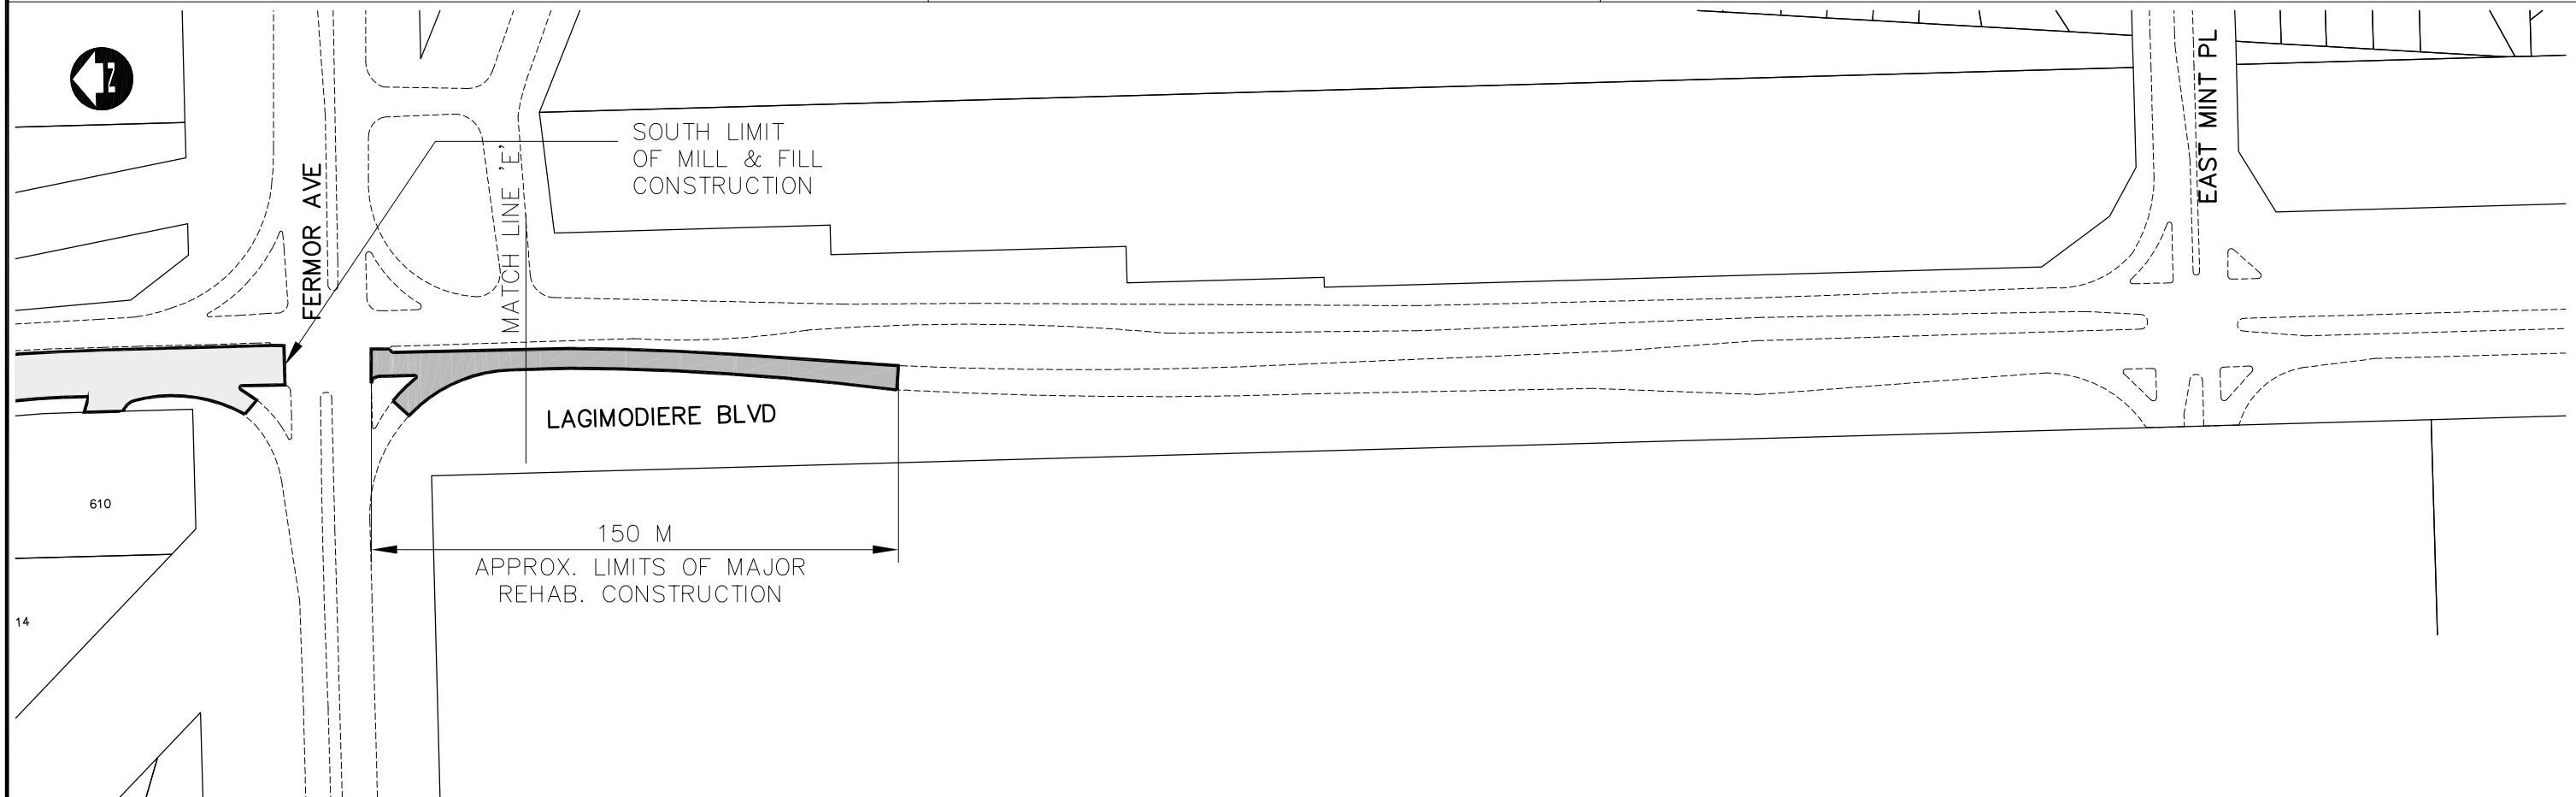 N
SOUTH LIMIT
OF MILL & FILL
CONSTRUCTION
FERMOR AVE
MATCH LINE 'E'
EAST MINT PL
LAGIMODIERE BLVD
610
150 M
APPROX. LIMITS OF MAJOR
REHAB. CONSTRUCTION
14